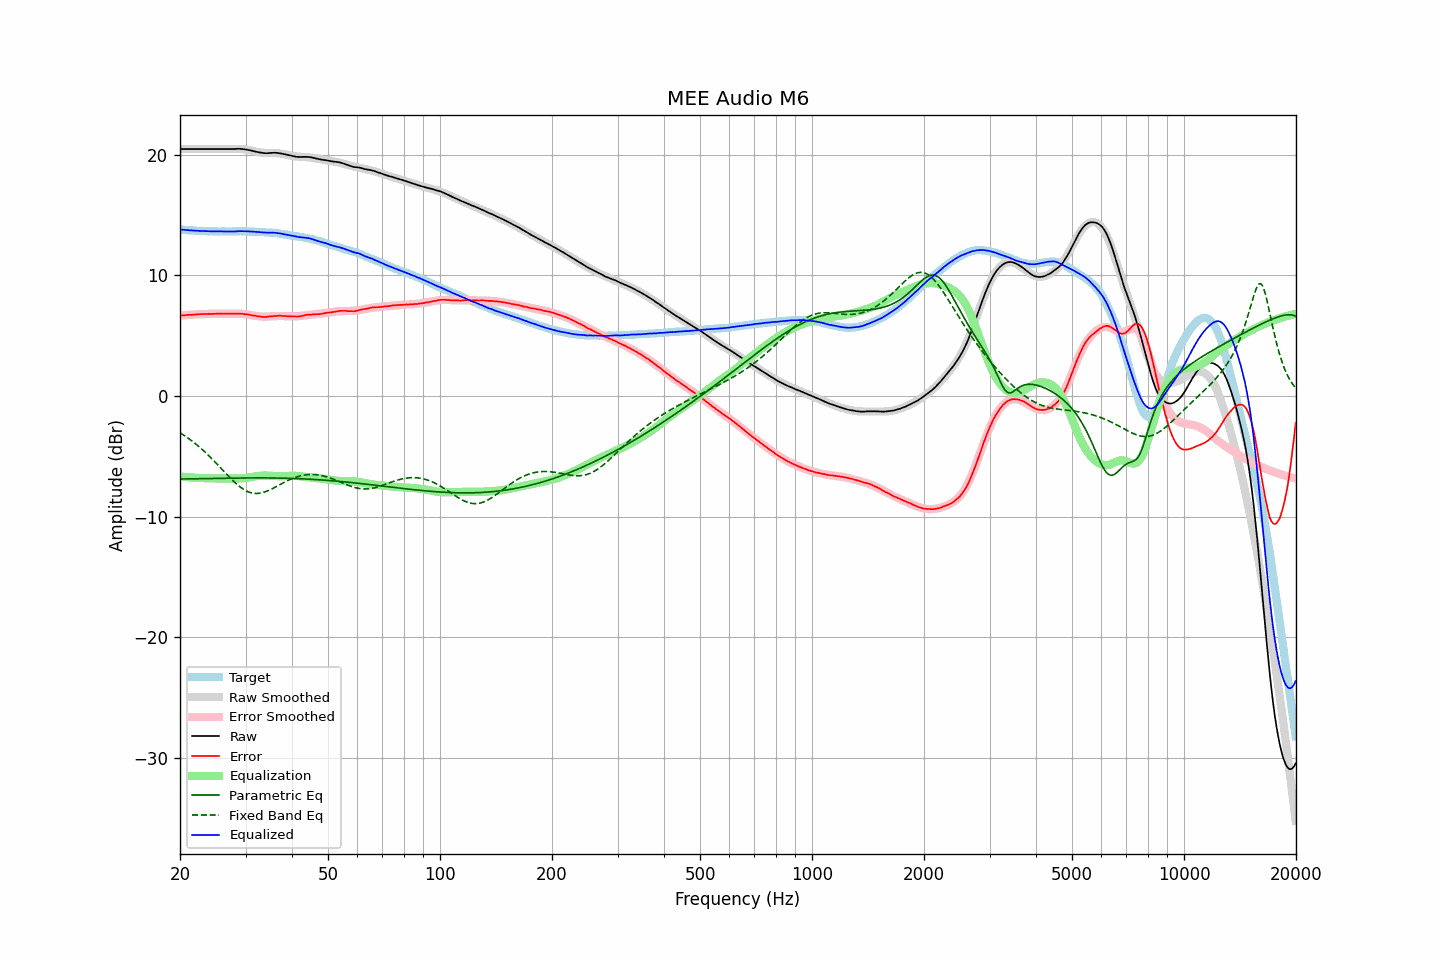 MEE Audio M6
Amplitude (dBr)
20
10
0
−10
−20
−30
Target
Raw Smoothed
Error Smoothed
Raw
Error
Equalization
Parametric Eq
Fixed Band Eq
Equalized
20 50 100 200 500 1000 2000 5000 10000 20000
Frequency (Hz)